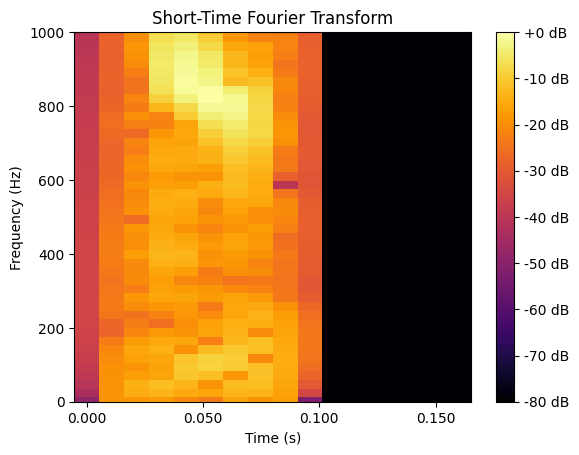 Short-Time Fourier Transform
1000
800
600
400
200
0
Frequency (Hz)
0.000
0.050
0.100
0.150
Time (s)
+0 dB
-10 dB
-20 dB
-30 dB
-40 dB
-50 dB
-60 dB
-70 dB
-80 dB